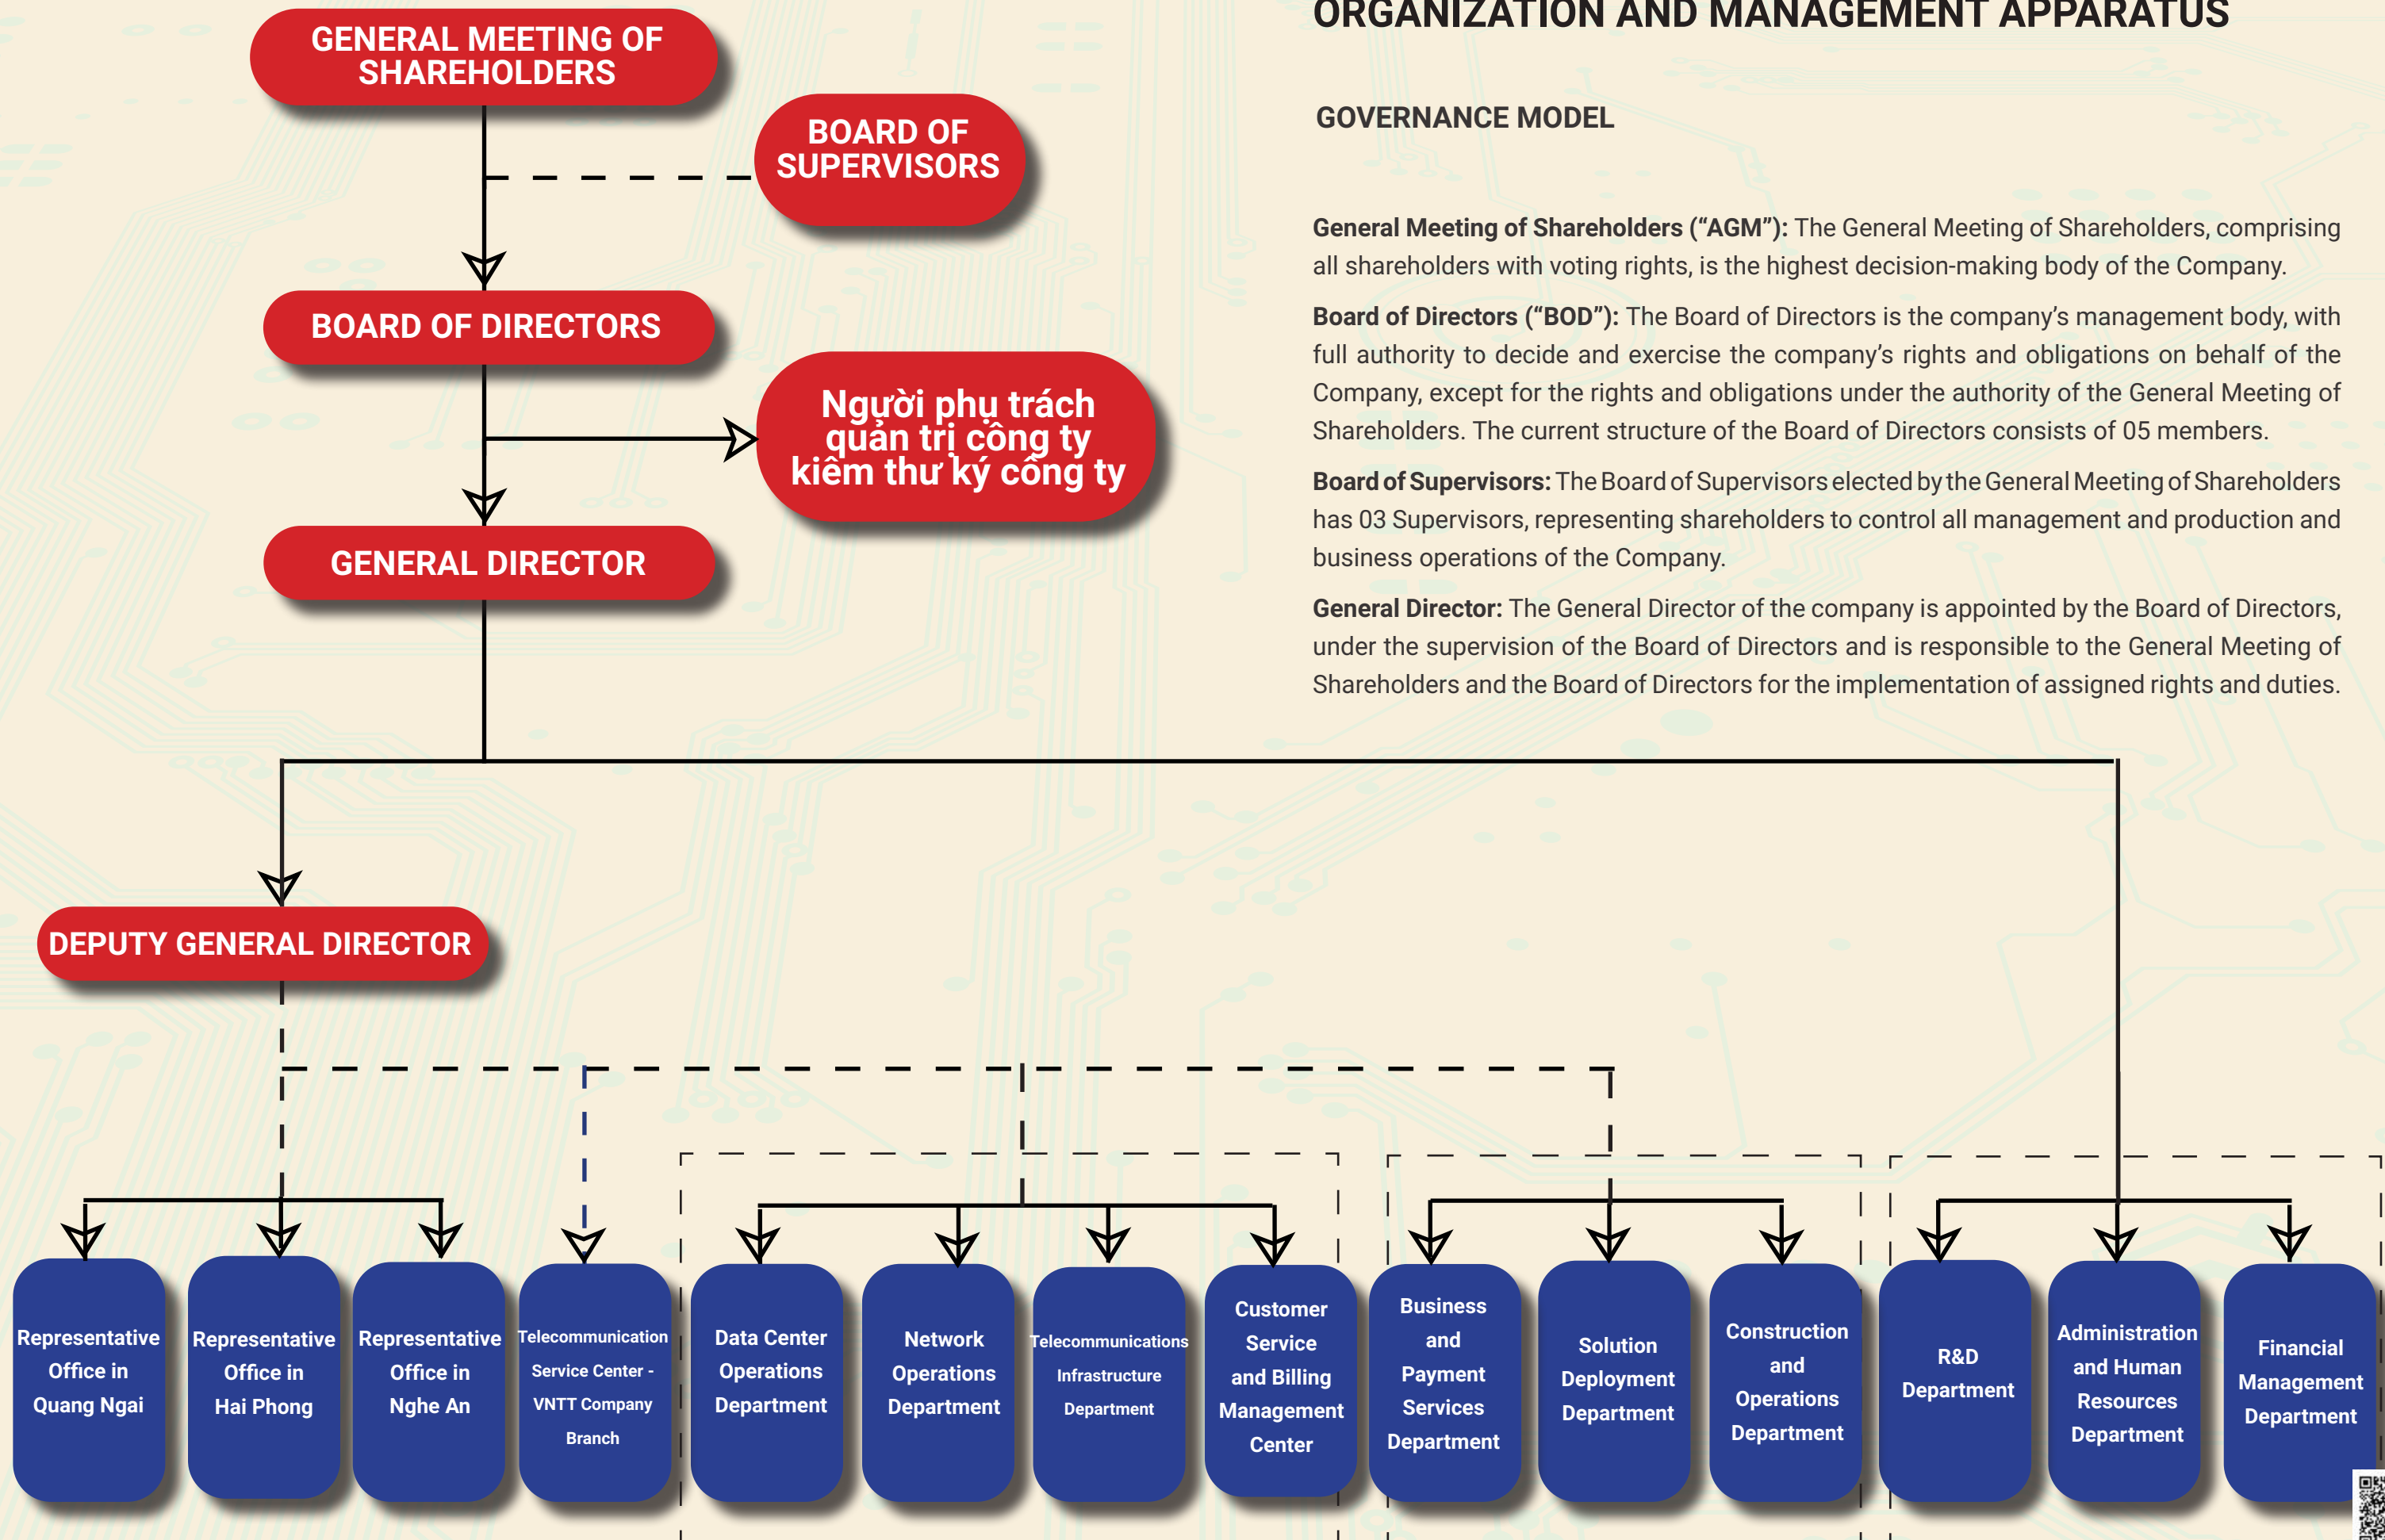 ORGANIZATION AND MANAGEMENT APPARATUS
GENERAL MEETING OF
SHAREHOLDERS
BOARD OF
SUPERVISORS
BOARD OF DIRECTORS
Người phụ trách
quản trị công ty
kiêm thư ký công ty
GENERAL DIRECTOR
GOVERNANCE MODEL
General Meeting of Shareholders (“AGM”): The General Meeting of Shareholders, comprising
all shareholders with voting rights, is the highest decision-making body of the Company.
Board of Directors (“BOD”): The Board of Directors is the company’s management body, with
full authority to decide and exercise the company’s rights and obligations on behalf of the
Company, except for the rights and obligations under the authority of the General Meeting of
Shareholders. The current structure of the Board of Directors consists of 05 members.
Board of Supervisors: The Board of Supervisors elected by the General Meeting of Shareholders
has 03 Supervisors, representing shareholders to control all management and production and
business operations of the Company.
General Director: The General Director of the company is appointed by the Board of Directors,
under the supervision of the Board of Directors and is responsible to the General Meeting of
Shareholders and the Board of Directors for the implementation of assigned rights and duties.
DEPUTY GENERAL DIRECTOR
Representative
Office in
Quang Ngai
Representative
Office in
Hai Phong
Representative
Office in
Nghe An
Telecommunication
Service Center -
VNTT Company
Branch
Data Center
Operations
Department
Network
Operations
Department
Telecommunications
Infrastructure
Department
Customer
Service
and Billing
Management
Center
Business
and
Payment
Services
Department
Solution
Deployment
Department
Construction
and
Operations
Department
R&D
Department
Administration
and Human
Resources
Department
Financial
Management
Department